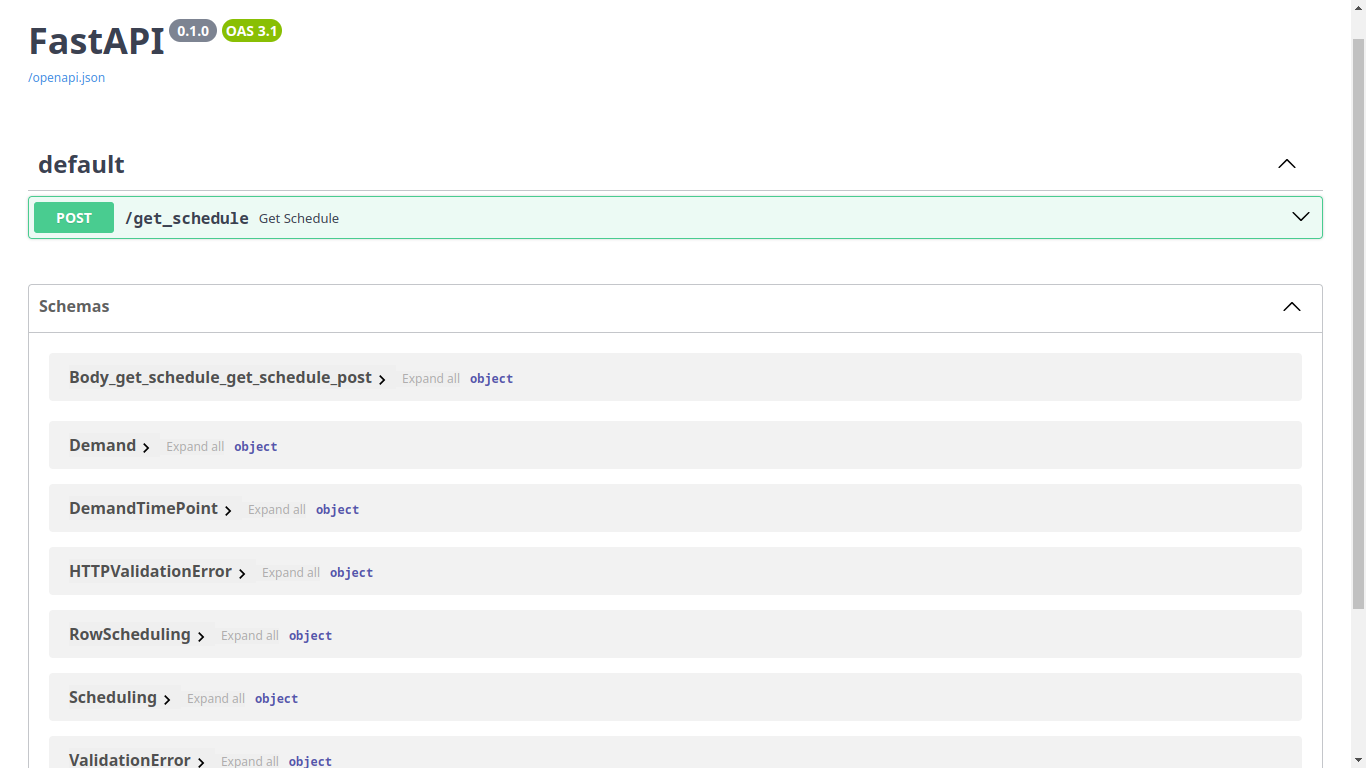 FastAPI 0.1.0 OAS 3.1
/openapi.json
default
POST /get_schedule Get Schedule
Schemas
Body_get_schedule_get_schedule_post Expand all object
Demand Expand all object
DemandTimePoint Expand all object
HTTPValidationError Expand all object
RowScheduling Expand all object
Scheduling Expand all object
ValidationError Expand all object